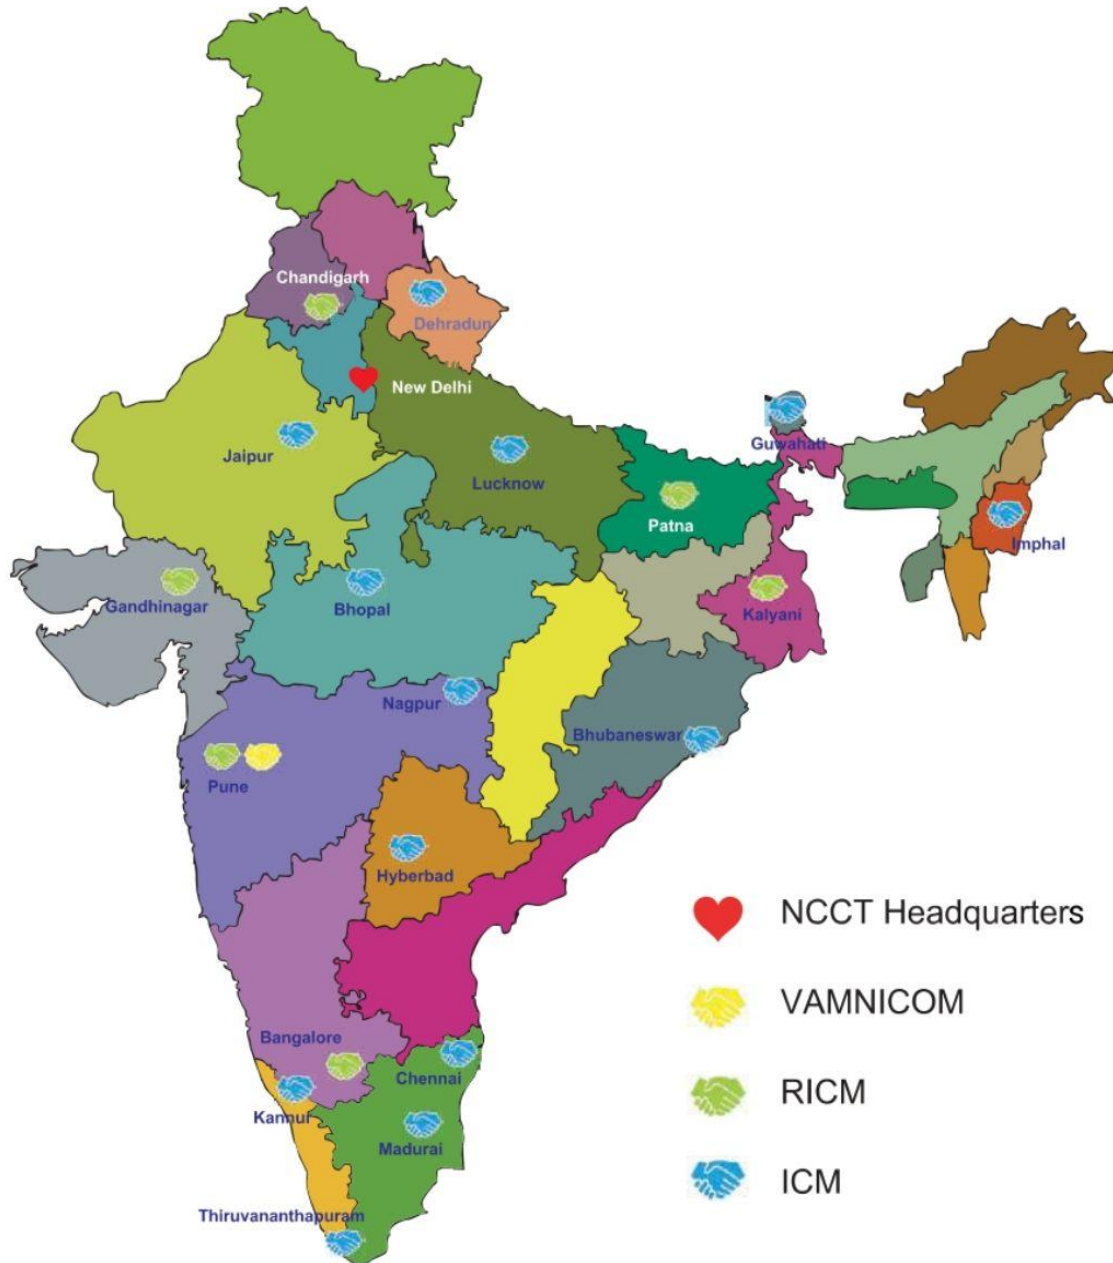 Chandigarh
Dehradun
New Delhi
Guwahati
Jaipur
Lucknow
Patna
Imphal
Gandhinagar
Bhopal
Kalyani
Nagpur
Bhubaneswar
Pune
Hyberbad
NCCT Headquarters
VAMNICOM
Bangalore
Chennai
RICM
Kannul
Madurai
ICM
Thiruvananthapuram